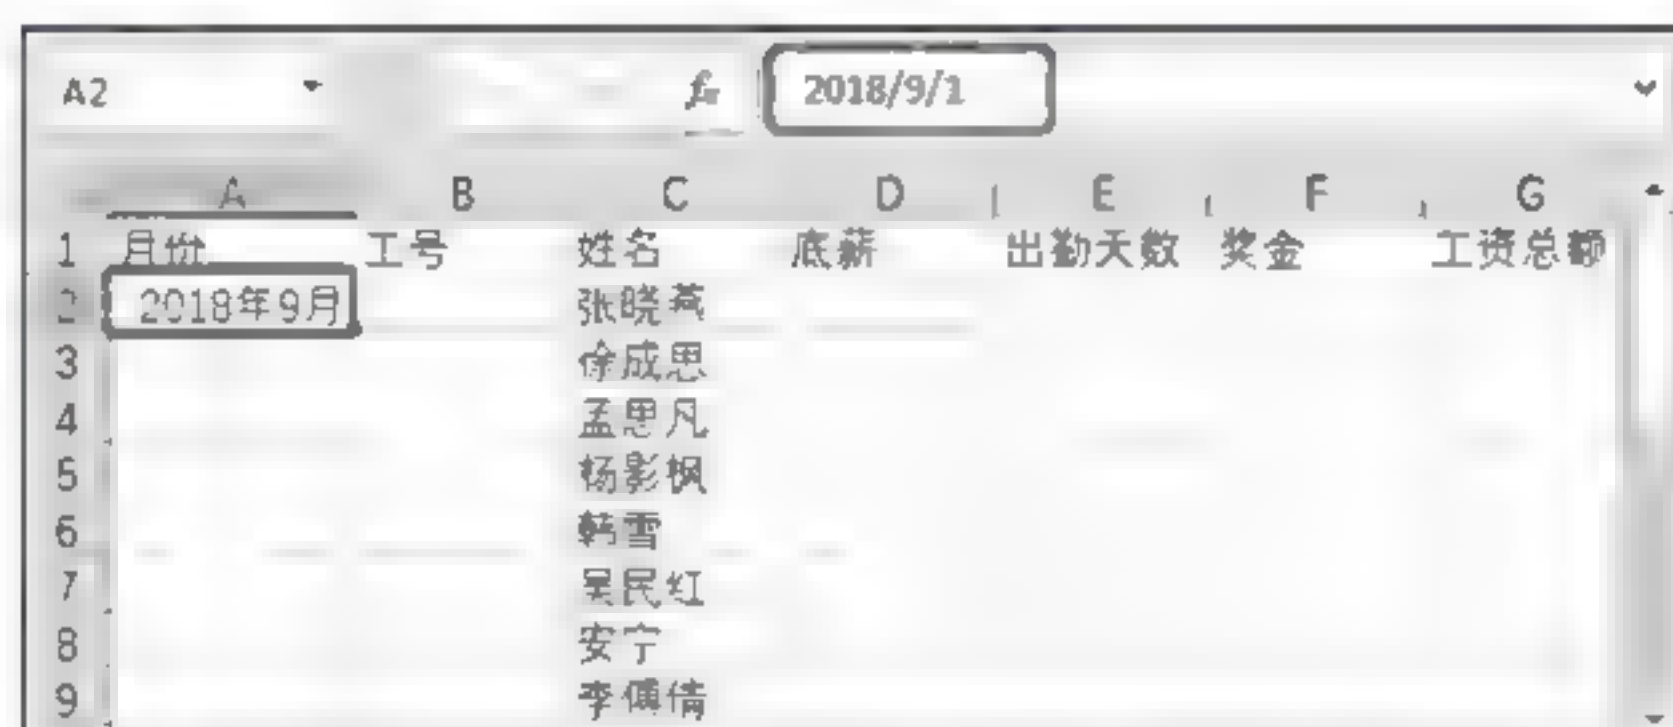 A2 fx 2018/9/1
A B C D E F G
1 月份 工号 姓名 底薪 出勤天数 奖金 工资总额
2 2018年9月 张晓燕
3 徐成思
4 孟思凡
5 杨影枫
6 韩雪
7 吴民红
8 安宁
9 李倩